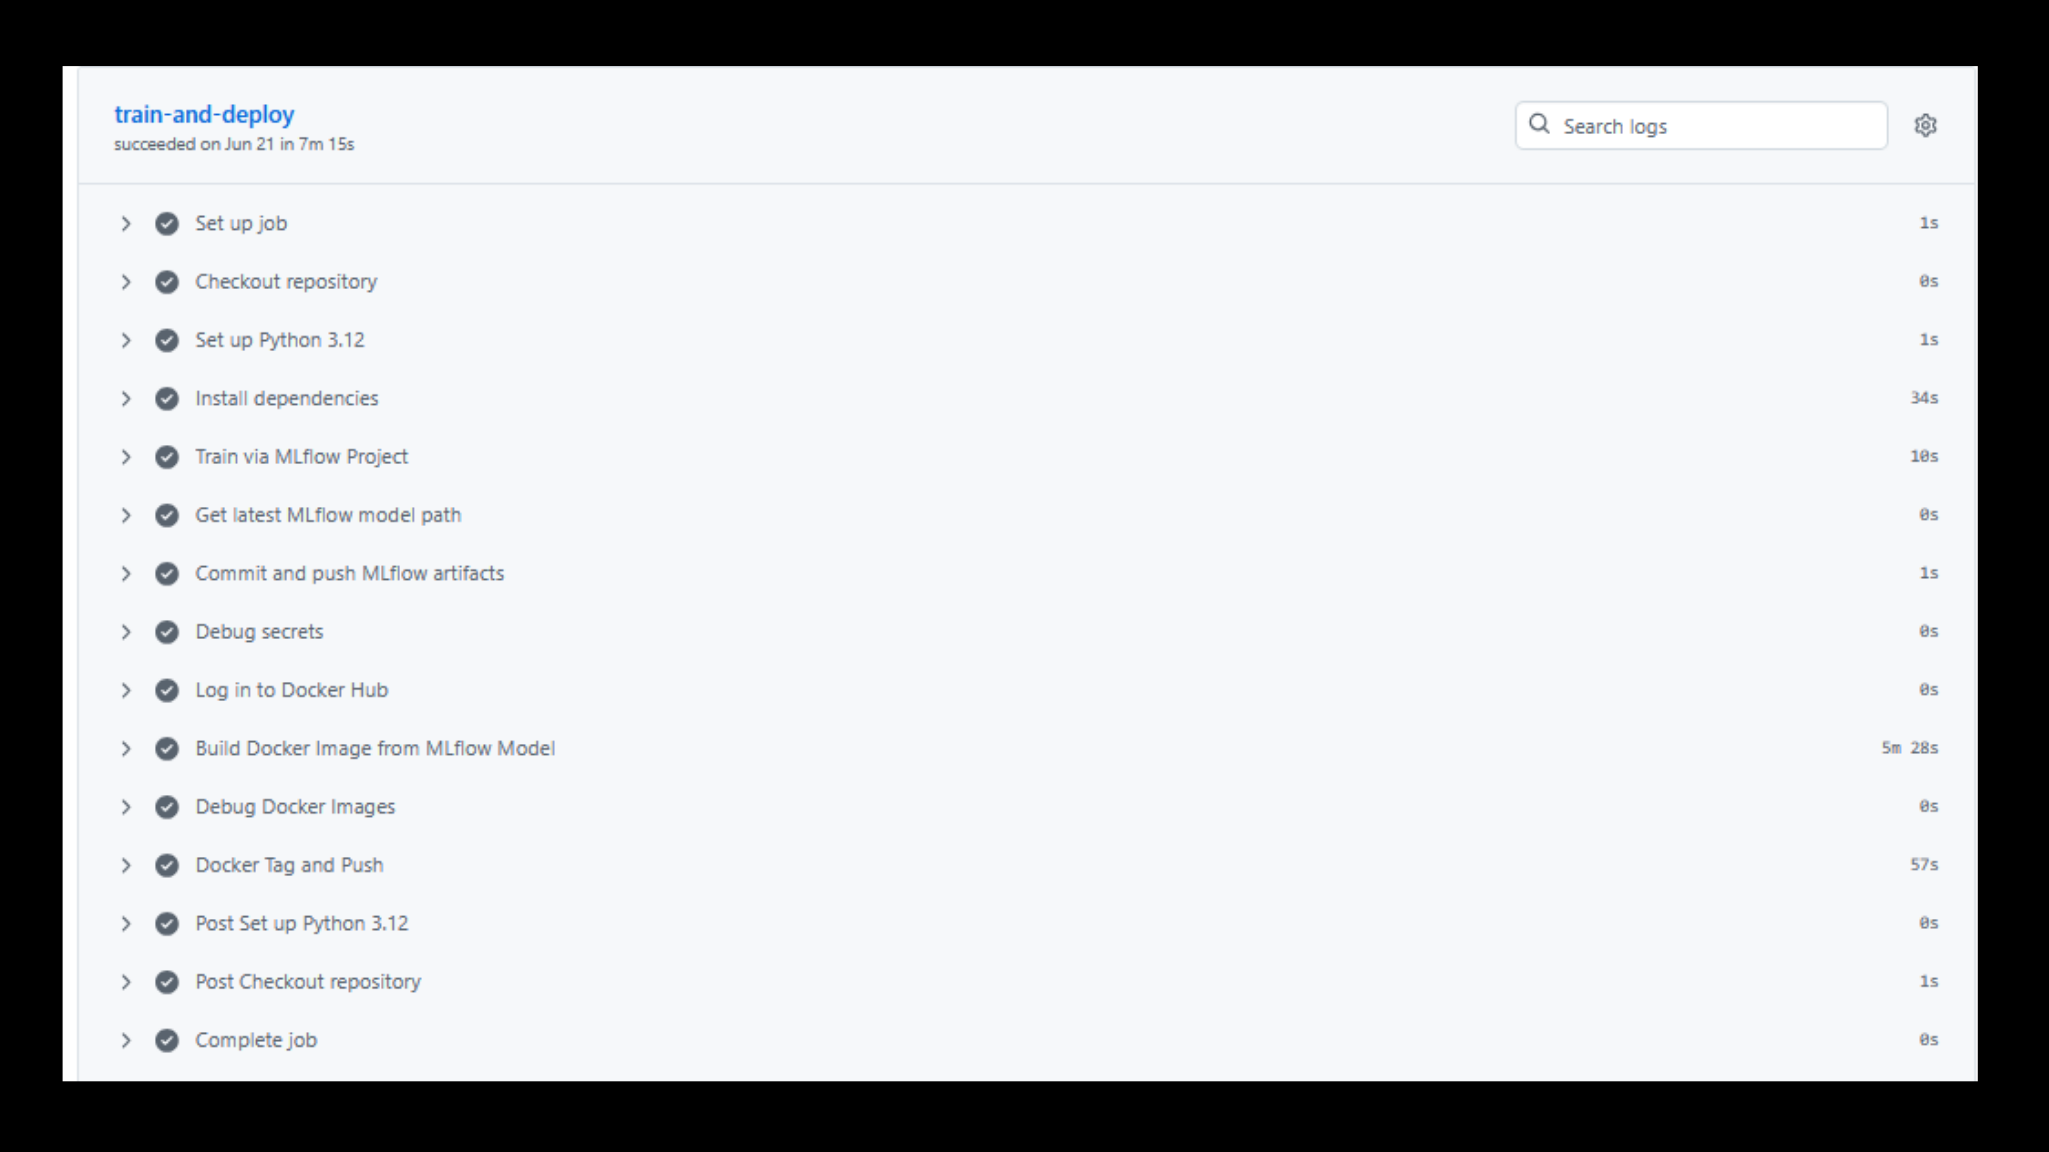 train-and-deploy
succeeded on Jun 21 in 7m 15s
Search logs
Set up job 1s
Checkout repository 0s
Set up Python 3.12 1s
Install dependencies 34s
Train via MLflow Project 10s
Get latest MLflow model path 0s
Commit and push MLflow artifacts 1s
Debug secrets 0s
Log in to Docker Hub 0s
Build Docker Image from MLflow Model 5m 28s
Debug Docker Images 0s
Docker Tag and Push 57s
Post Set up Python 3.12 0s
Post Checkout repository 1s
Complete job 0s